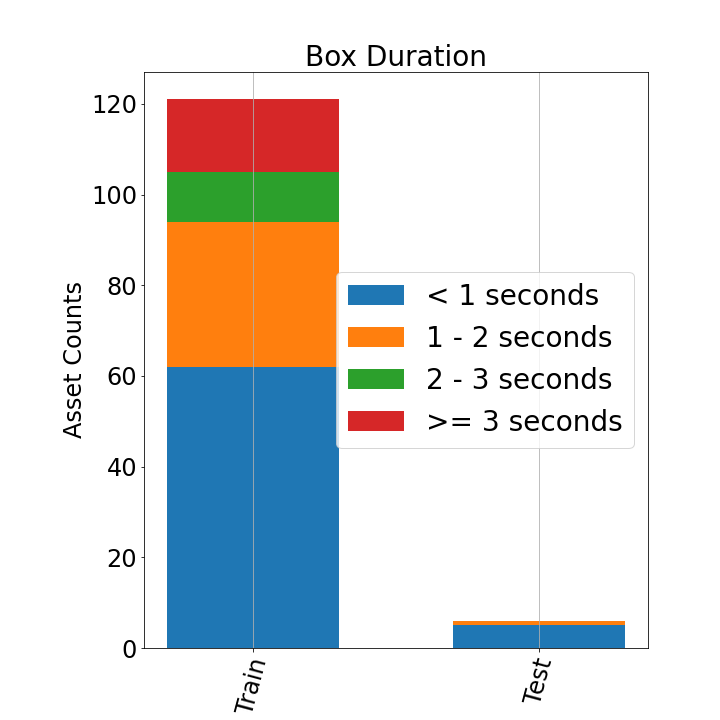 Box Duration
120
100
80
60
40
20
0
Asset Counts
< 1 seconds
1 - 2 seconds
2 - 3 seconds
>= 3 seconds
Train
Test